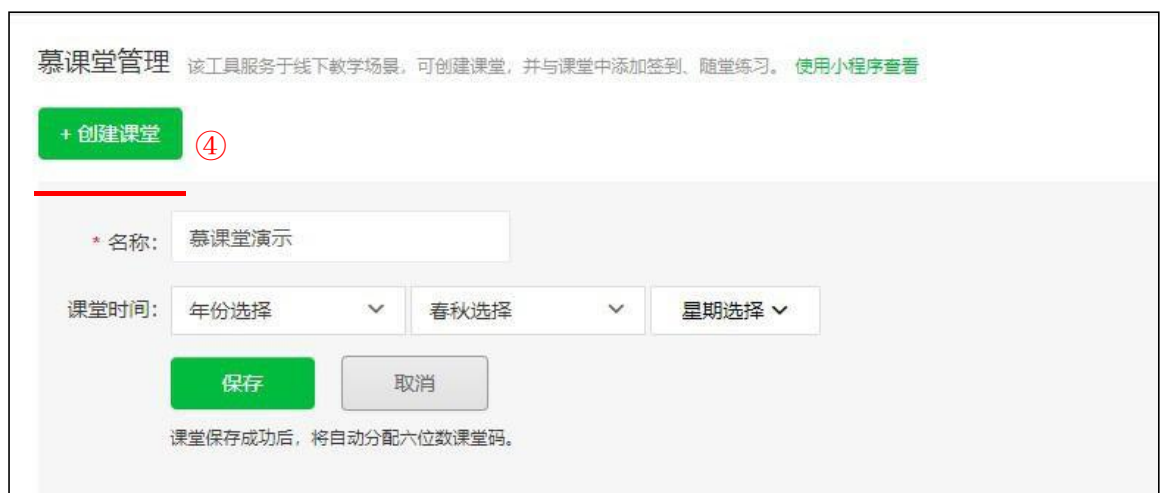 慕课堂管理 该工具服务于线下教学场景，可创建课堂，并与课堂中添加签到、随堂练习。 使用小程序查看
+ 创建课堂 ④
* 名称： 慕课堂演示
课堂时间： 年份选择 春秋选择 星期选择
保存 取消
课堂保存成功后，将自动分配六位数课堂码。